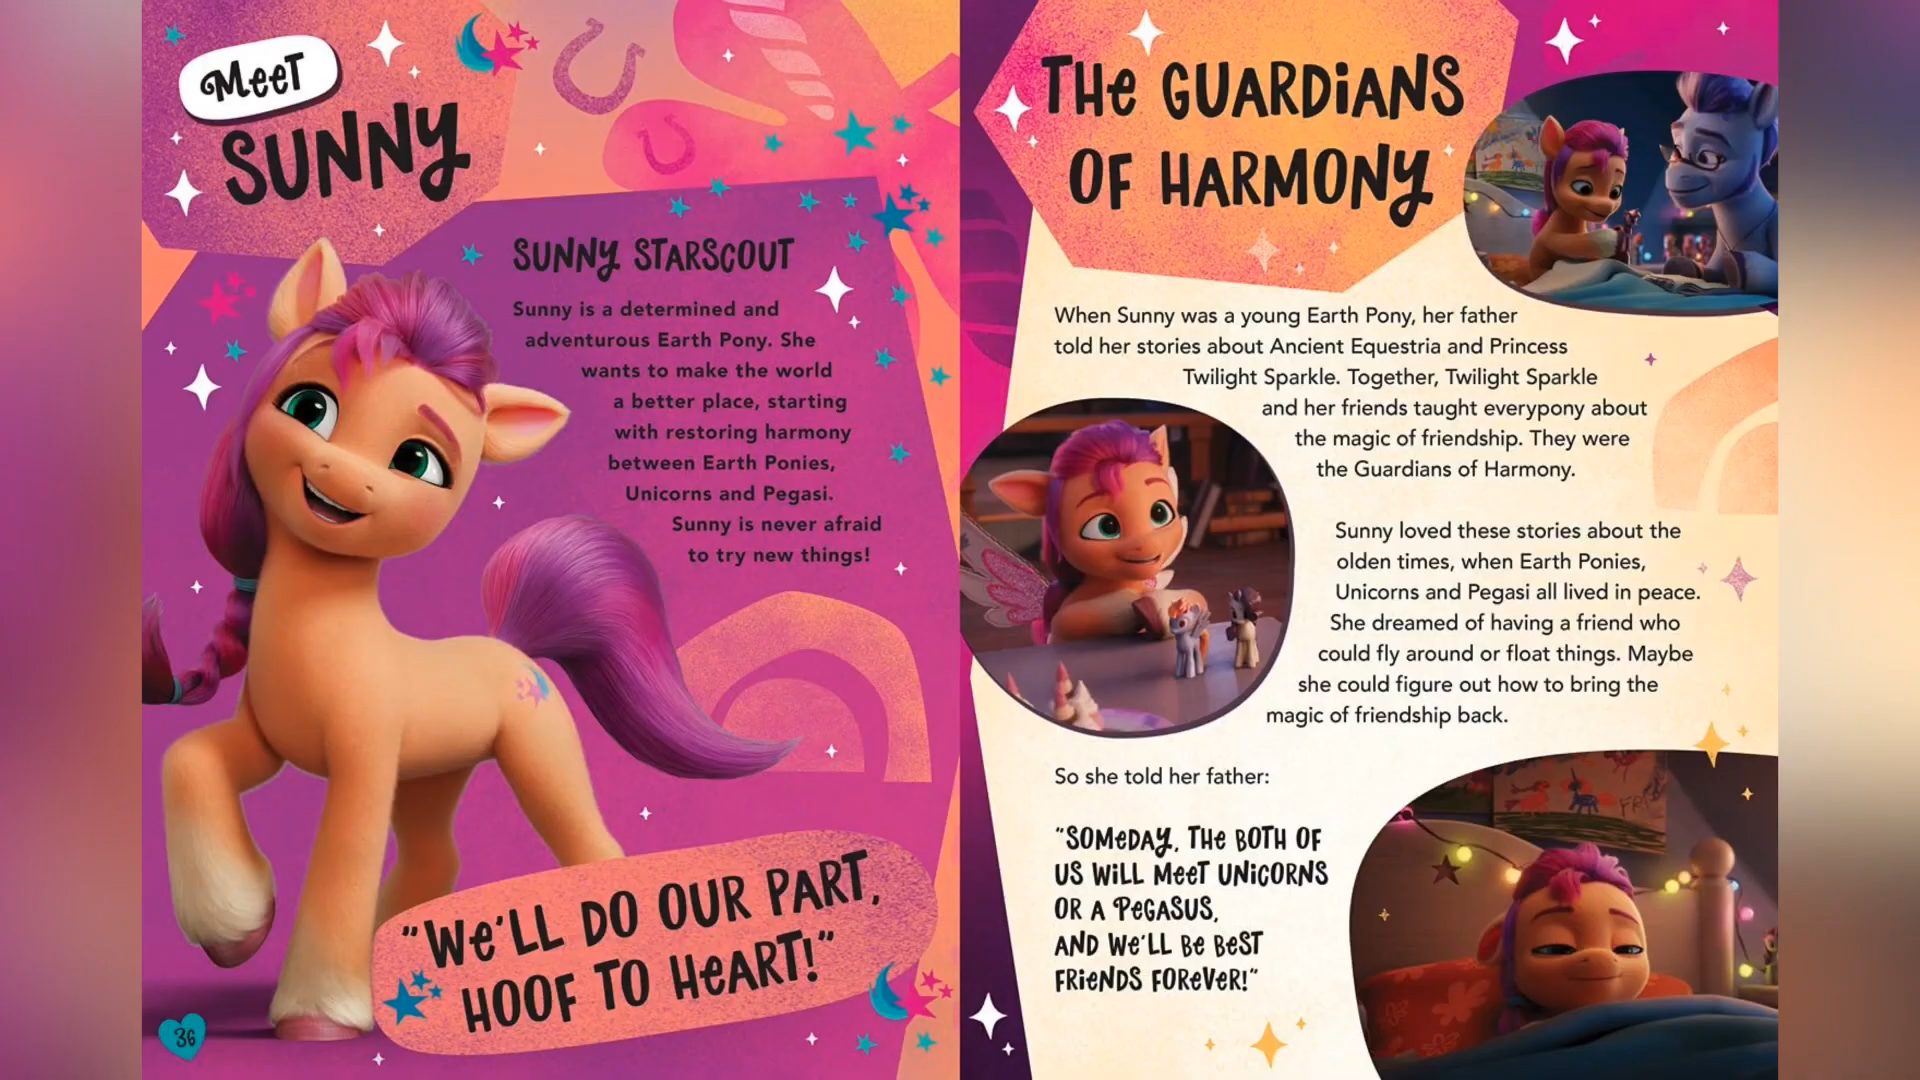 Meet
SUNNY
SUNNY STARSCOUT
Sunny is a determined and
adventurous Earth Pony. She
wants to make the world
a better place, starting
with restoring harmony
between Earth Ponies,
Unicorns and Pegasi.
Sunny is never afraid
to try new things!
"We'LL DO OUR PART,
HOOF TO HeART!"
36
THe GUARDiANS
OF HARMONY
When Sunny was a young Earth Pony, her father
told her stories about Ancient Equestria and Princess
Twilight Sparkle. Together, Twilight Sparkle
and her friends taught everypony about
the magic of friendship. They were
the Guardians of Harmony.
Sunny loved these stories about the
olden times, when Earth Ponies,
Unicorns and Pegasi all lived in peace.
She dreamed of having a friend who
could fly around or float things. Maybe
she could figure out how to bring the
magic of friendship back.
So she told her father:
"SOMeDAY, THe BOTH OF
US WiLL MeeT UNiCORNS
OR A PeGASUS,
AND We'LL Be BeST
FRieNDS FOReVeR!"